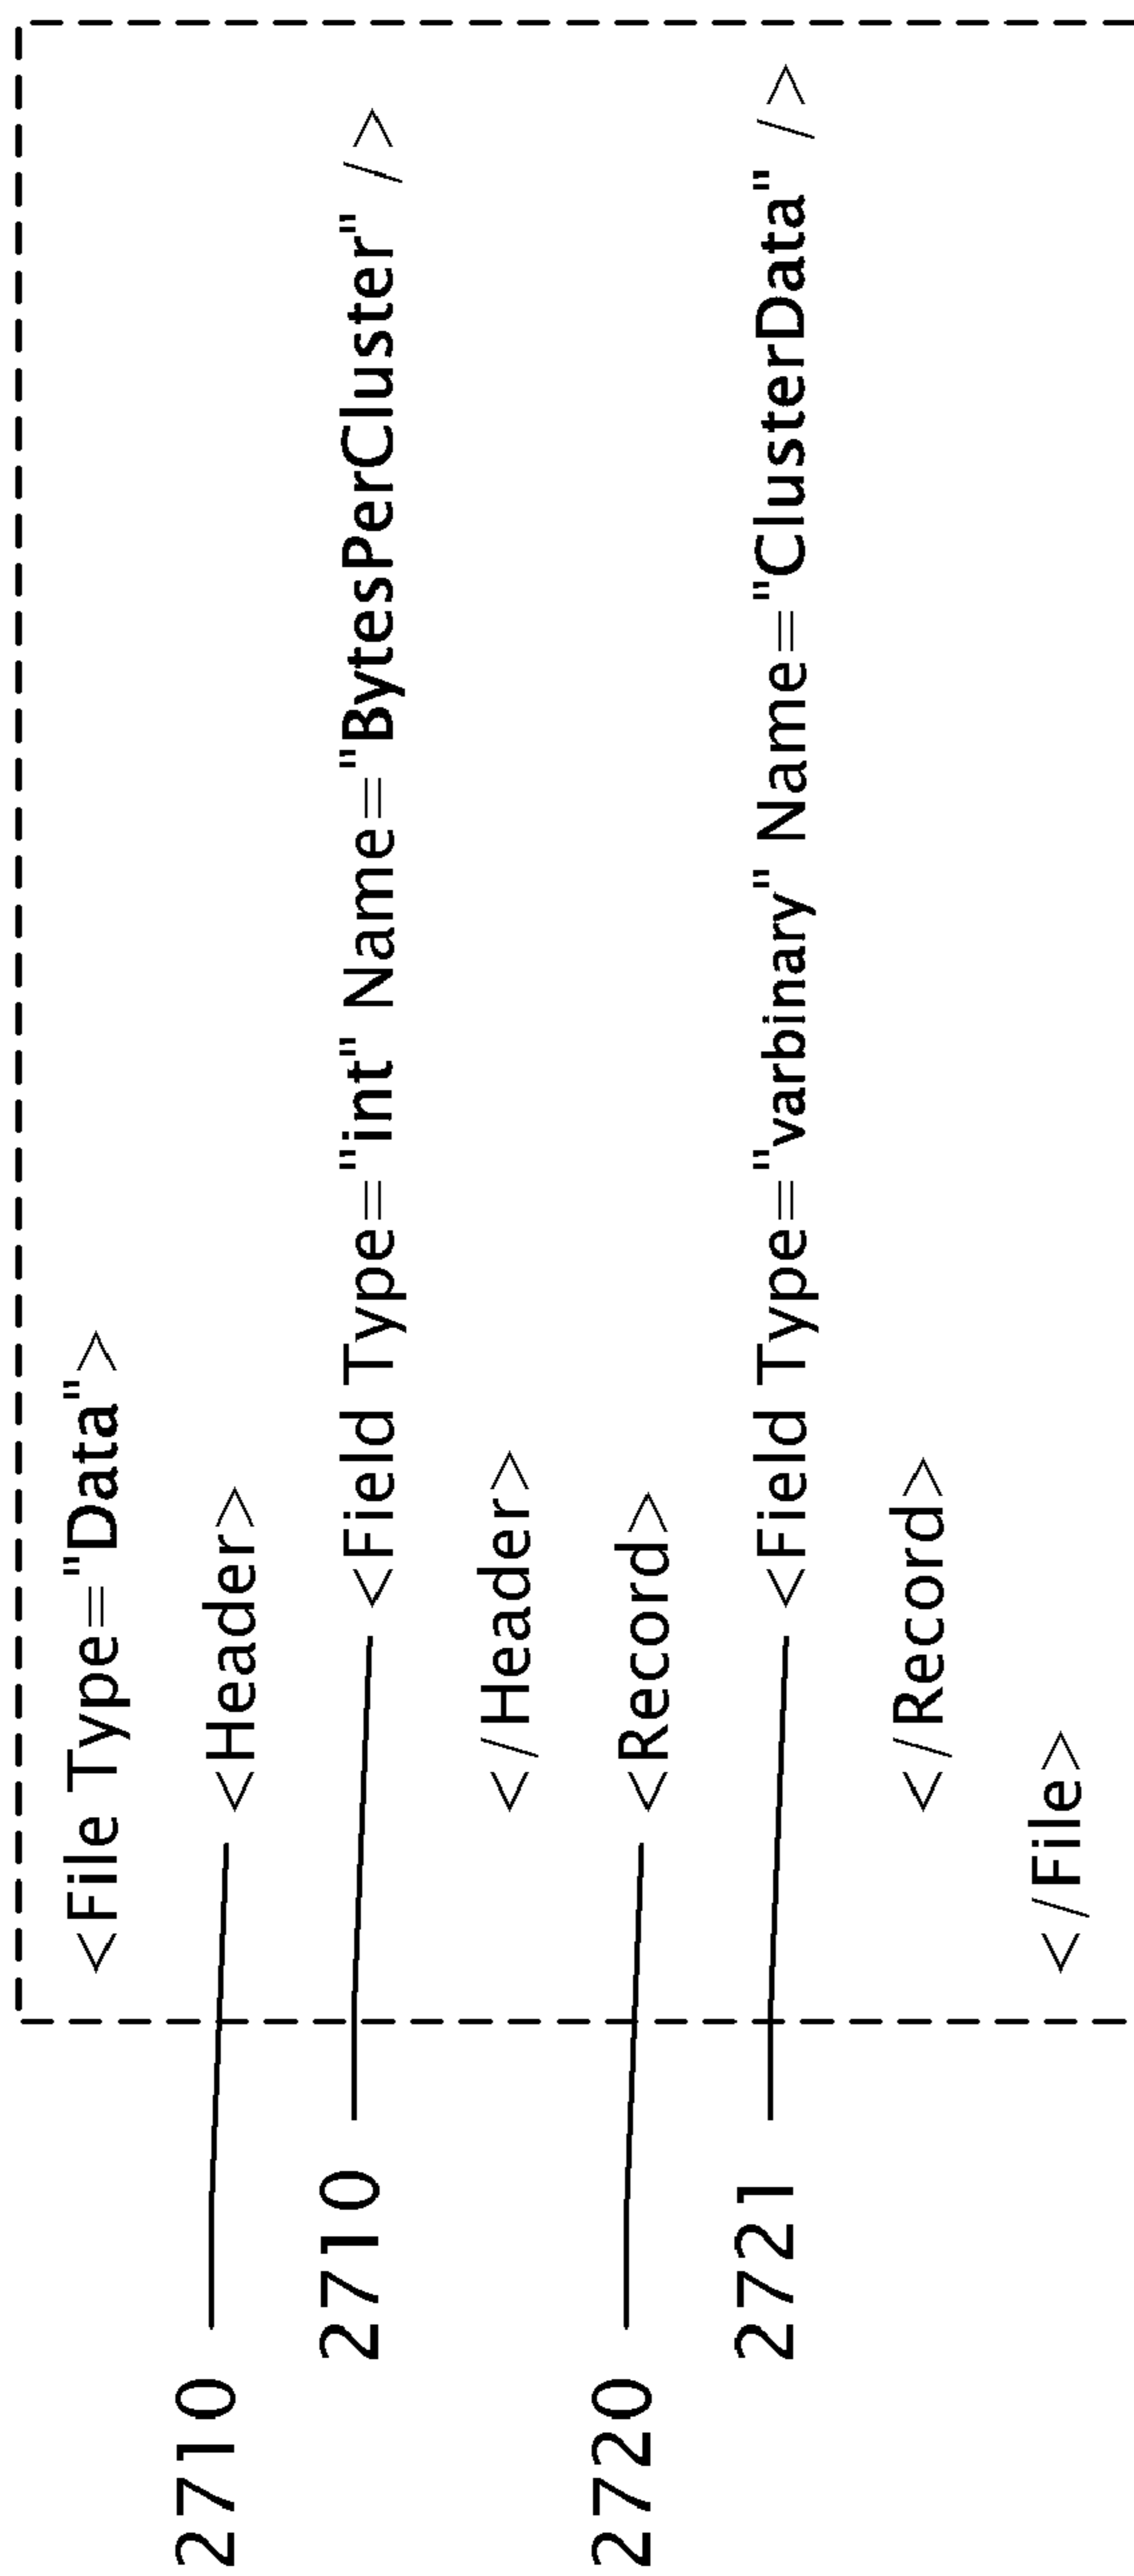 <File Type="Data">
2710 <Header>
2710 <Field Type="int" Name="BytesPerCluster" />
</Header>
2720 <Record>
2721 <Field Type="varbinary" Name="ClusterData" />
</Record>
</File>